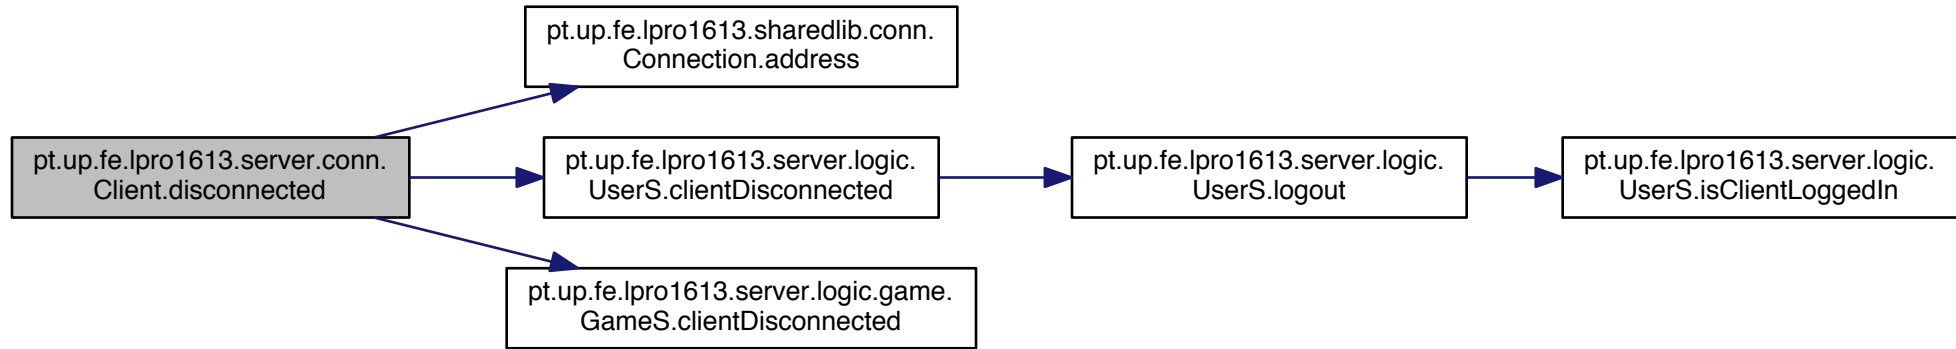 pt.up.fe.lpro1613.sharedlib.conn.
Connection.address
pt.up.fe.lpro1613.server.conn.
Client.disconnected
pt.up.fe.lpro1613.server.logic.
UserS.clientDisconnected
pt.up.fe.lpro1613.server.logic.
UserS.logout
pt.up.fe.lpro1613.server.logic.
UserS.isClientLoggedIn
pt.up.fe.lpro1613.server.logic.game.
GameS.clientDisconnected